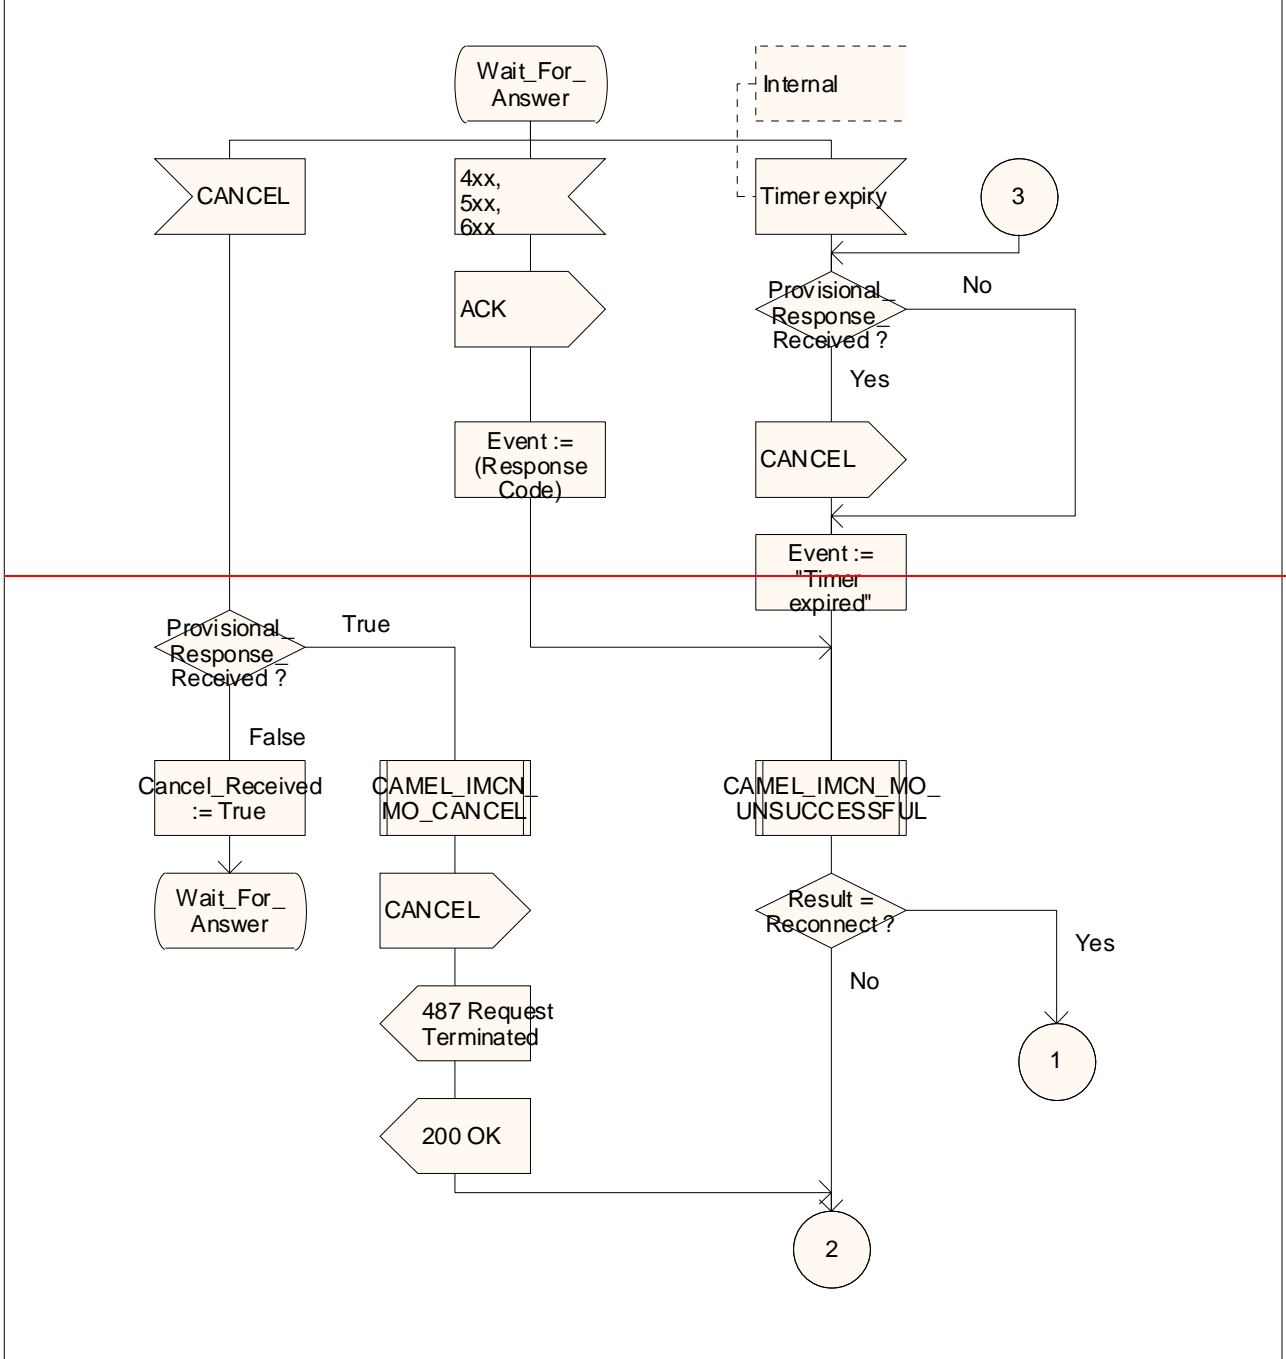 Wait_For_
Answer
Internal
CANCEL
4xx,
5xx,
6xx
Timer expiry
3
ACK
Provisional_
Response_
Received ?
No
Yes
Event :=
(Response
Code)
CANCEL
Event :=
"Timer
expired"
Provisional_
Response_
Received ?
True
False
Cancel_Received
:= True
CAMEL_IMCN_
MO_CANCEL
CAMEL_IMCN_MO_
UNSUCCESSFUL
Wait_For_
Answer
CANCEL
Result =
Reconnect ?
Yes
No
487 Request
Terminated
1
200 OK
2